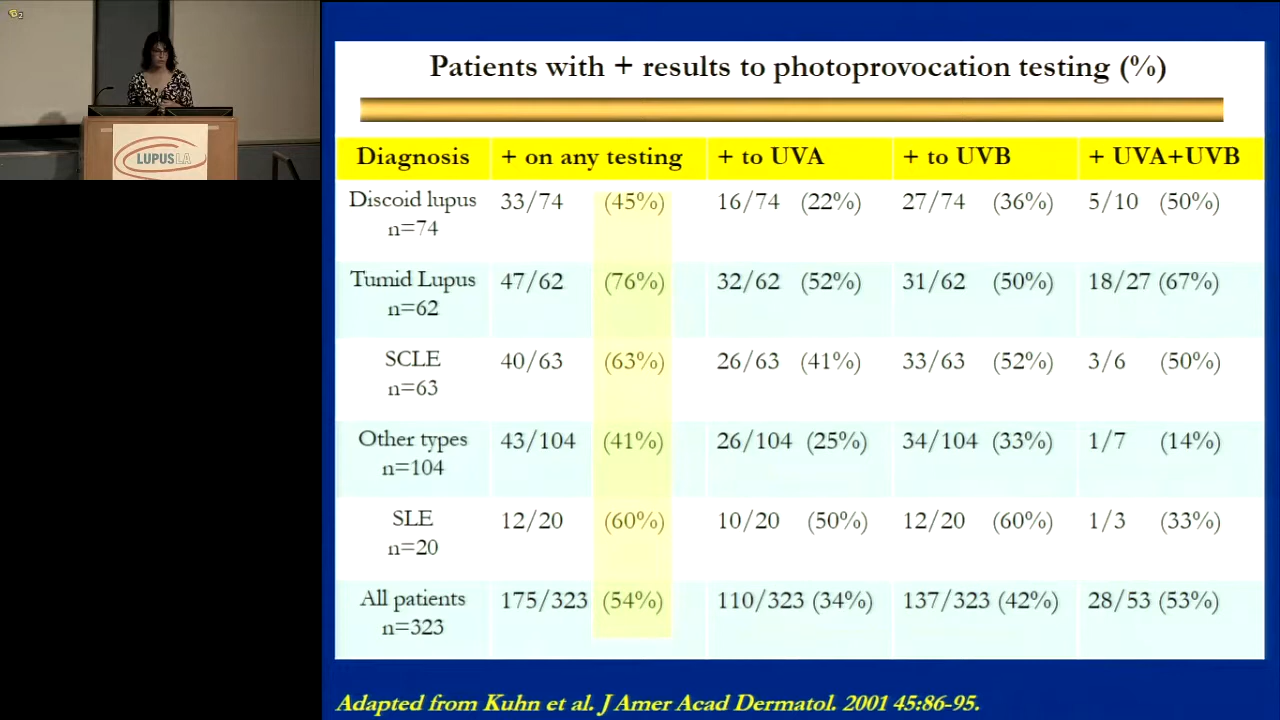 2
LUPUS LA
Patients with + results to photoprovocation testing (%)
Diagnosis + on any testing + to UVA + to UVB + UVA+UVB
Discoid lupus 33/74 (45%) 16/74 (22%) 27/74 (36%) 5/10 (50%)
n=74
Tumid Lupus 47/62 (76%) 32/62 (52%) 31/62 (50%) 18/27 (67%)
n=62
SCLE 40/63 (63%) 26/63 (41%) 33/63 (52%) 3/6 (50%)
n=63
Other types 43/104 (41%) 26/104 (25%) 34/104 (33%) 1/7 (14%)
n=104
SLE 12/20 (60%) 10/20 (50%) 12/20 (60%) 1/3 (33%)
n=20
All patients 175/323 (54%) 110/323 (34%) 137/323 (42%) 28/53 (53%)
n=323
Adapted from Kuhn et al. J Amer Acad Dermatol. 2001 45:86-95.